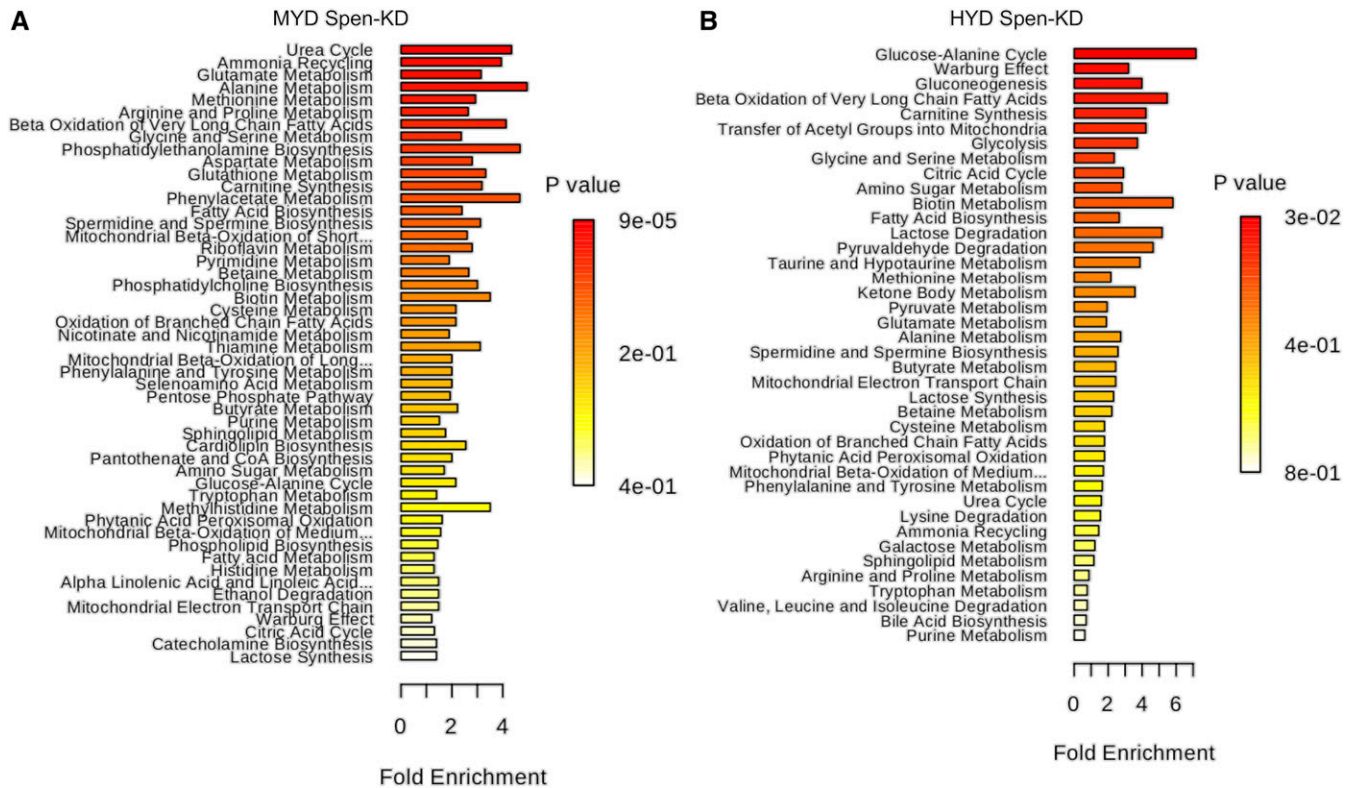 A
MYD Spen-KD
Urea Cycle
Ammonia Recycling
Glutamate Metabolism
Alanine Metabolism
Methionine Metabolism
Arginine and Proline Metabolism
Beta Oxidation of Very Long Chain Fatty Acids
Glycine and Serine Metabolism
Phosphatidylethanolamine Biosynthesis
Aspartate Metabolism
Glutathione Metabolism
Carnitine Synthesis
Phenylacetate Metabolism
Fatty Acid Biosynthesis
Spermidine and Spermine Biosynthesis
Mitochondrial Beta-Oxidation of Short...
Riboflavin Metabolism
Pyrimidine Metabolism
Betaine Metabolism
Phosphatidylcholine Biosynthesis
Biotin Metabolism
Cysteine Metabolism
Oxidation of Branched Chain Fatty Acids
Nicotinate and Nicotinamide Metabolism
Thiamine Metabolism
Mitochondrial Beta-Oxidation of Long...
Phenylalanine and Tyrosine Metabolism
Selenoamino Acid Metabolism
Pentose Phosphate Pathway
Butyrate Metabolism
Purine Metabolism
Sphingolipid Metabolism
Cardiolipin Biosynthesis
Pantothenate and CoA Biosynthesis
Amino Sugar Metabolism
Glucose-Alanine Cycle
Tryptophan Metabolism
Methylhistidine Metabolism
Phytanic Acid Peroxisomal Oxidation
Mitochondrial Beta-Oxidation of Medium...
Phospholipid Biosynthesis
Fatty acid Metabolism
Histidine Metabolism
Alpha Linolenic Acid and Linoleic Acid...
Ethanol Degradation
Mitochondrial Electron Transport Chain
Warburg Effect
Citric Acid Cycle
Catecholamine Biosynthesis
Lactose Synthesis
0 2 4
Fold Enrichment
P value
9e-05
2e-01
4e-01
B
HYD Spen-KD
Glucose-Alanine Cycle
Warburg Effect
Gluconeogenesis
Beta Oxidation of Very Long Chain Fatty Acids
Carnitine Synthesis
Transfer of Acetyl Groups into Mitochondria
Glycolysis
Glycine and Serine Metabolism
Citric Acid Cycle
Amino Sugar Metabolism
Biotin Metabolism
Fatty Acid Biosynthesis
Lactose Degradation
Pyruvaldehyde Degradation
Taurine and Hypotaurine Metabolism
Methionine Metabolism
Ketone Body Metabolism
Pyruvate Metabolism
Glutamate Metabolism
Alanine Metabolism
Spermidine and Spermine Biosynthesis
Butyrate Metabolism
Mitochondrial Electron Transport Chain
Lactose Synthesis
Betaine Metabolism
Cysteine Metabolism
Oxidation of Branched Chain Fatty Acids
Phytanic Acid Peroxisomal Oxidation
Mitochondrial Beta-Oxidation of Medium...
Phenylalanine and Tyrosine Metabolism
Urea Cycle
Lysine Degradation
Ammonia Recycling
Galactose Metabolism
Sphingolipid Metabolism
Arginine and Proline Metabolism
Tryptophan Metabolism
Valine, Leucine and Isoleucine Degradation
Bile Acid Biosynthesis
Purine Metabolism
0 2 4 6
Fold Enrichment
P value
3e-02
4e-01
8e-01